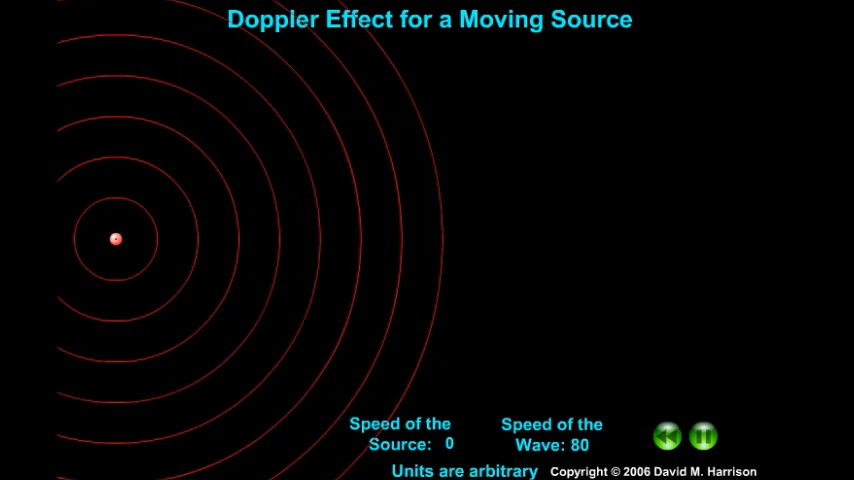 Doppler Effect for a Moving Source
Speed of the
Source: 0
Speed of the
Wave: 80
Units are arbitrary
Copyright © 2006 David M. Harrison